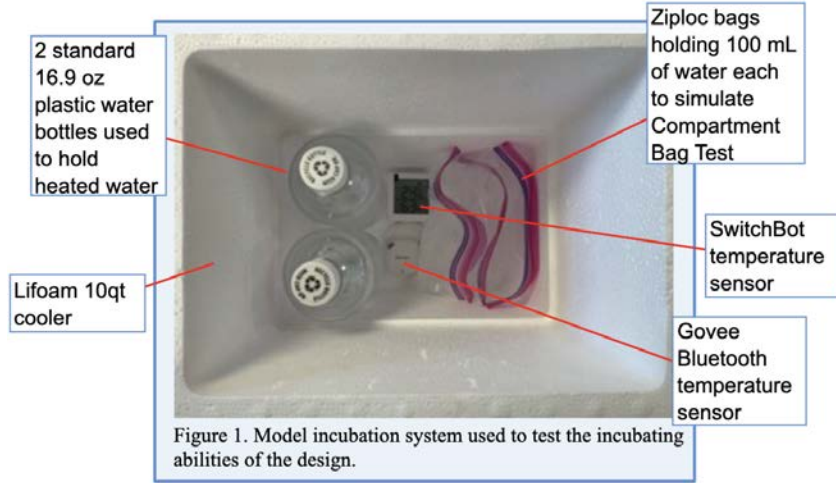 2 standard
16.9 oz
plastic water
bottles used
to hold
heated water
Lifoam 10qt
cooler
Ziploc bags
holding 100 mL
of water each
to simulate
Compartment
Bag Test
SwitchBot
temperature
sensor
Govee
Bluetooth
temperature
sensor
Figure 1. Model incubation system used to test the incubating
abilities of the design.